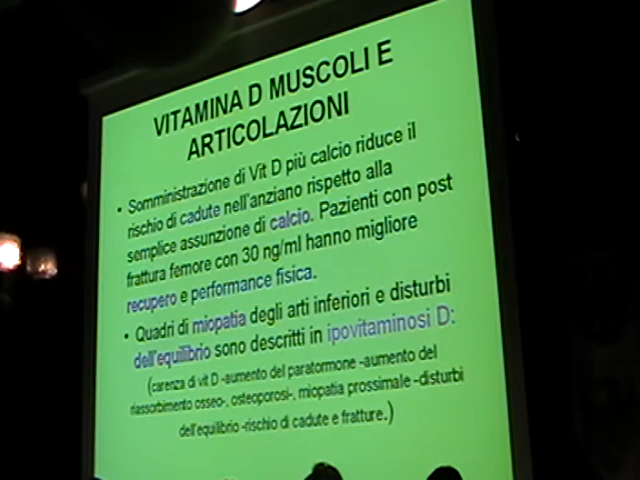 VITAMINA D MUSCOLI E
ARTICOLAZIONI
• Somministrazione di Vit D più calcio riduce il
rischio di cadute nell'anziano rispetto alla
semplice assunzione di calcio. Pazienti con post
frattura femore con 30 ng/ml hanno migliore
recupero e performance fisica.
• Quadri di miopatia degli arti inferiori e disturbi
dell'equilibrio sono descritti in ipovitaminosi D:
(carenza di vit D -aumento del paratormone -aumento del
riassorbimento osseo-, osteoporosi-, miopatia prossimale -disturbi
dell'equilibrio -rischio di cadute e fratture.)